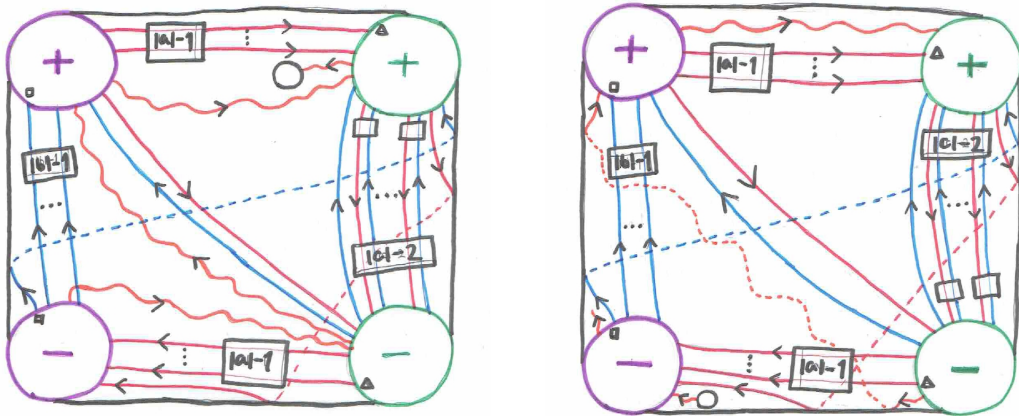 |a|-1
+
+
|b|-1
...
...
|c|-2
−
−
|a|-1
+
+
|a|-1
|b|-1
|c|-2
...
...
−
−
|a|-1